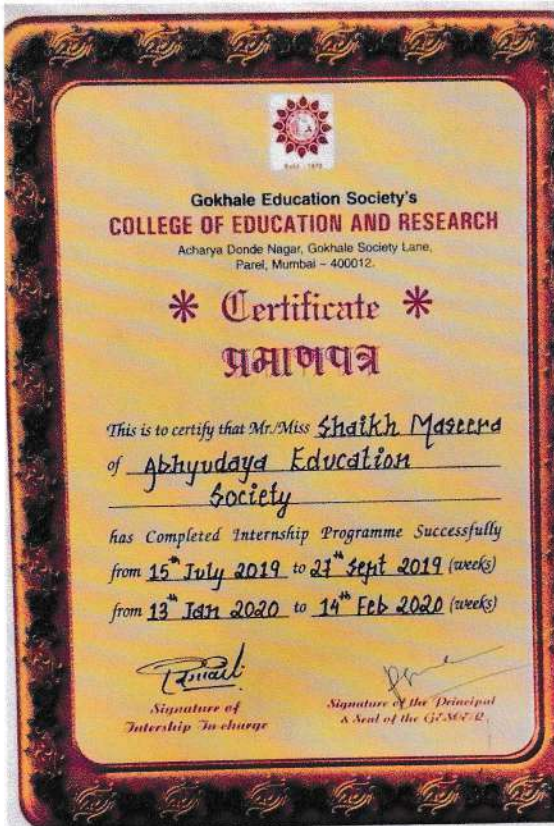 Estd. : 1970
Gokhale Education Society's
COLLEGE OF EDUCATION AND RESEARCH
Acharya Donde Nagar, Gokhale Society Lane,
Parel, Mumbai – 400012.
* Certificate *
प्रमाणपत्र
This is to certify that Mr./Miss Shaikh Maseera
of Abhyudaya Education
Society
has Completed Internship Programme Successfully
from 15th July 2019 to 27th Sept 2019 (weeks)
from 13th Jan 2020 to 14th Feb 2020 (weeks)
Signature of
Intership In-charge
Signature of the Principal
& Seal of the